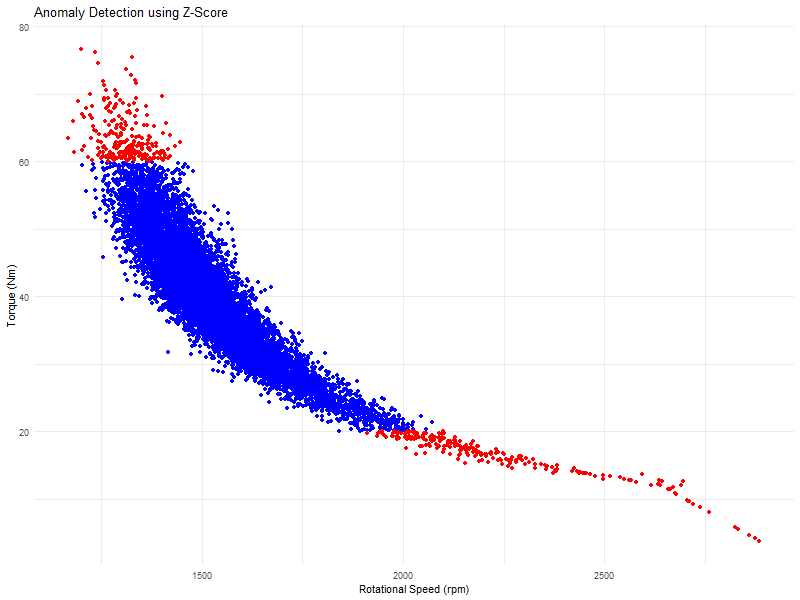 Anomaly Detection using Z-Score
80
60
40
20
Torque (Nm)
1500
2000
2500
Rotational Speed (rpm)